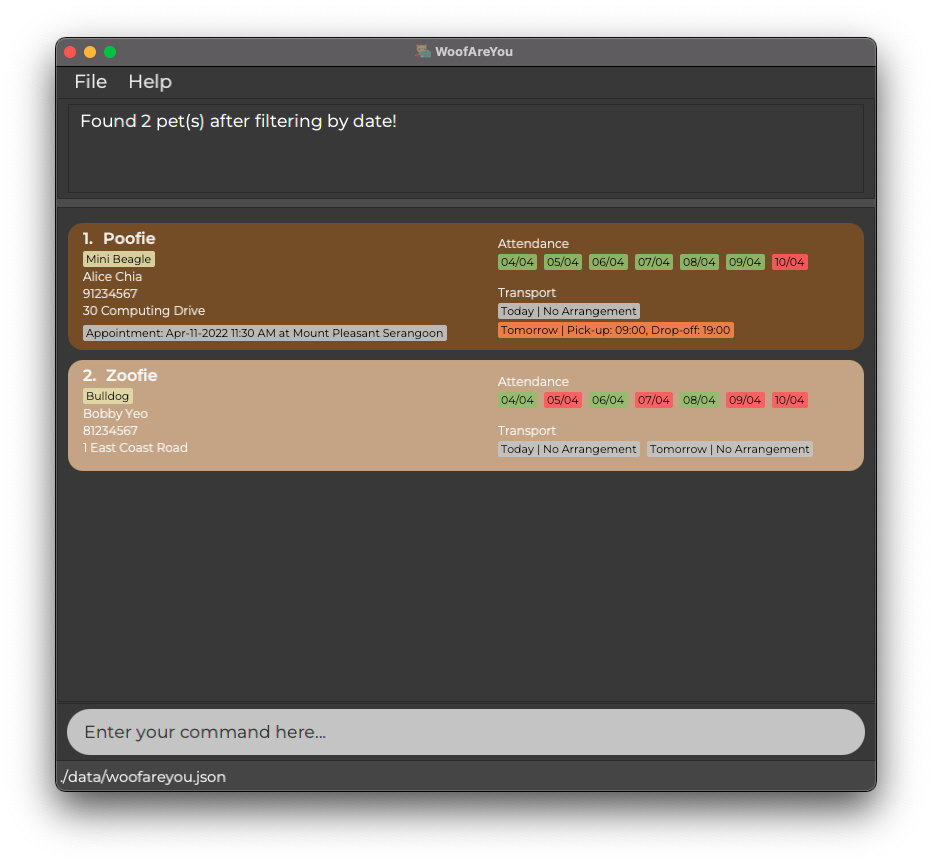 WoofAreYou
File Help
Found 2 pet(s) after filtering by date!
1. Poofie
Mini Beagle
Alice Chia
91234567
30 Computing Drive
Appointment: Apr-11-2022 11:30 AM at Mount Pleasant Serangoon
Attendance
04/04 05/04 06/04 07/04 08/04 09/04 10/04
Transport
Today | No Arrangement
Tomorrow | Pick-up: 09:00, Drop-off: 19:00
2. Zoofie
Bulldog
Bobby Yeo
81234567
1 East Coast Road
Attendance
04/04 05/04 06/04 07/04 08/04 09/04 10/04
Transport
Today | No Arrangement Tomorrow | No Arrangement
Enter your command here...
./data/woofareyou.json